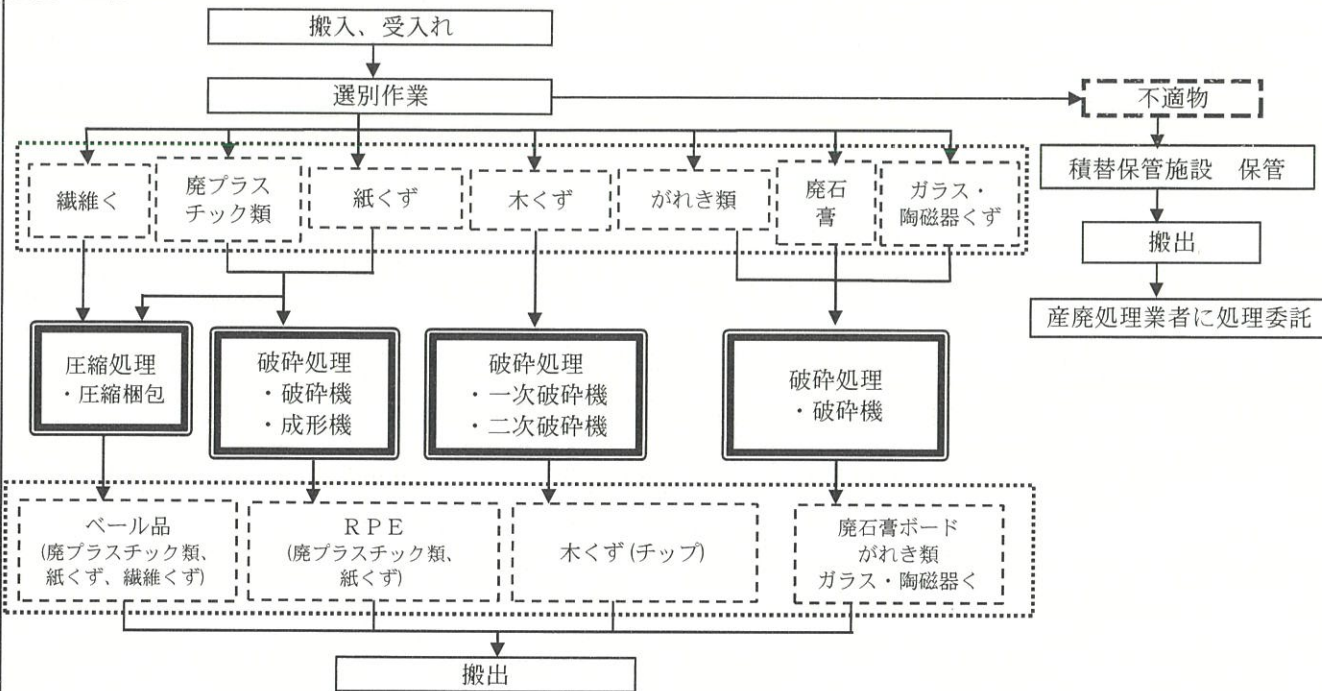 搬入、受入れ
選別作業
不適物
積替保管施設　保管
搬出
産廃処理業者に処理委託
繊維く
廃プラス
チック類
紙くず
木くず
がれき類
廃石
膏
ガラス・
陶磁器くず
圧縮処理
・圧縮梱包
破砕処理
・破砕機
・成形機
破砕処理
・一次破砕機
・二次破砕機
破砕処理
・破砕機
ベール品
(廃プラスチック類、
紙くず、繊維くず)
ＲＰＥ
(廃プラスチック類、
紙くず)
木くず(チップ)
廃石膏ボード
がれき類
ガラス・陶磁器く
搬出